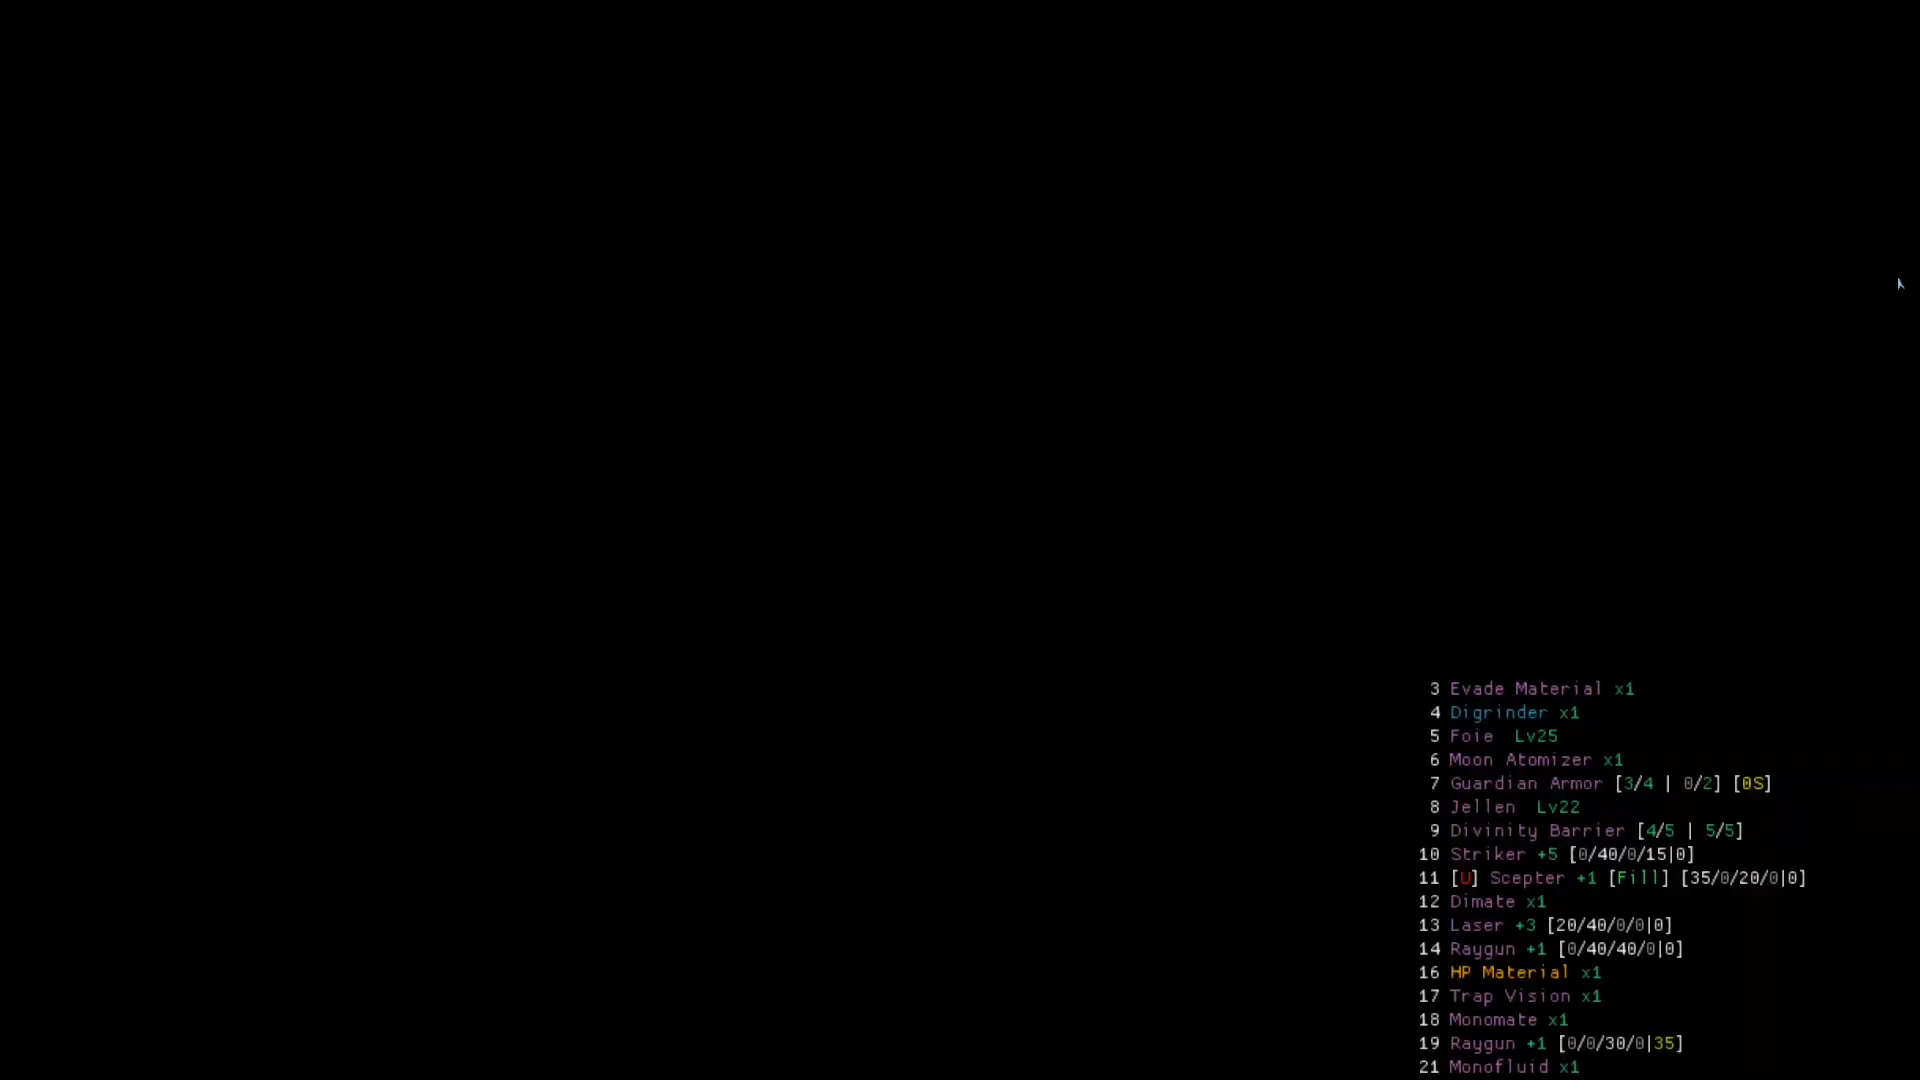 3 Evade Material x1
4 Digrinder x1
5 Foie Lv25
6 Moon Atomizer x1
7 Guardian Armor [3/4 | 0/2] [0S]
8 Jellen Lv22
9 Divinity Barrier [4/5 | 5/5]
10 Striker +5 [0/40/0/15|0]
11 [U] Scepter +1 [Fill] [35/0/20/0|0]
12 Dimate x1
13 Laser +3 [20/40/0/0|0]
14 Raygun +1 [0/40/40/0|0]
16 HP Material x1
17 Trap Vision x1
18 Monomate x1
19 Raygun +1 [0/0/30/0|35]
21 Monofluid x1